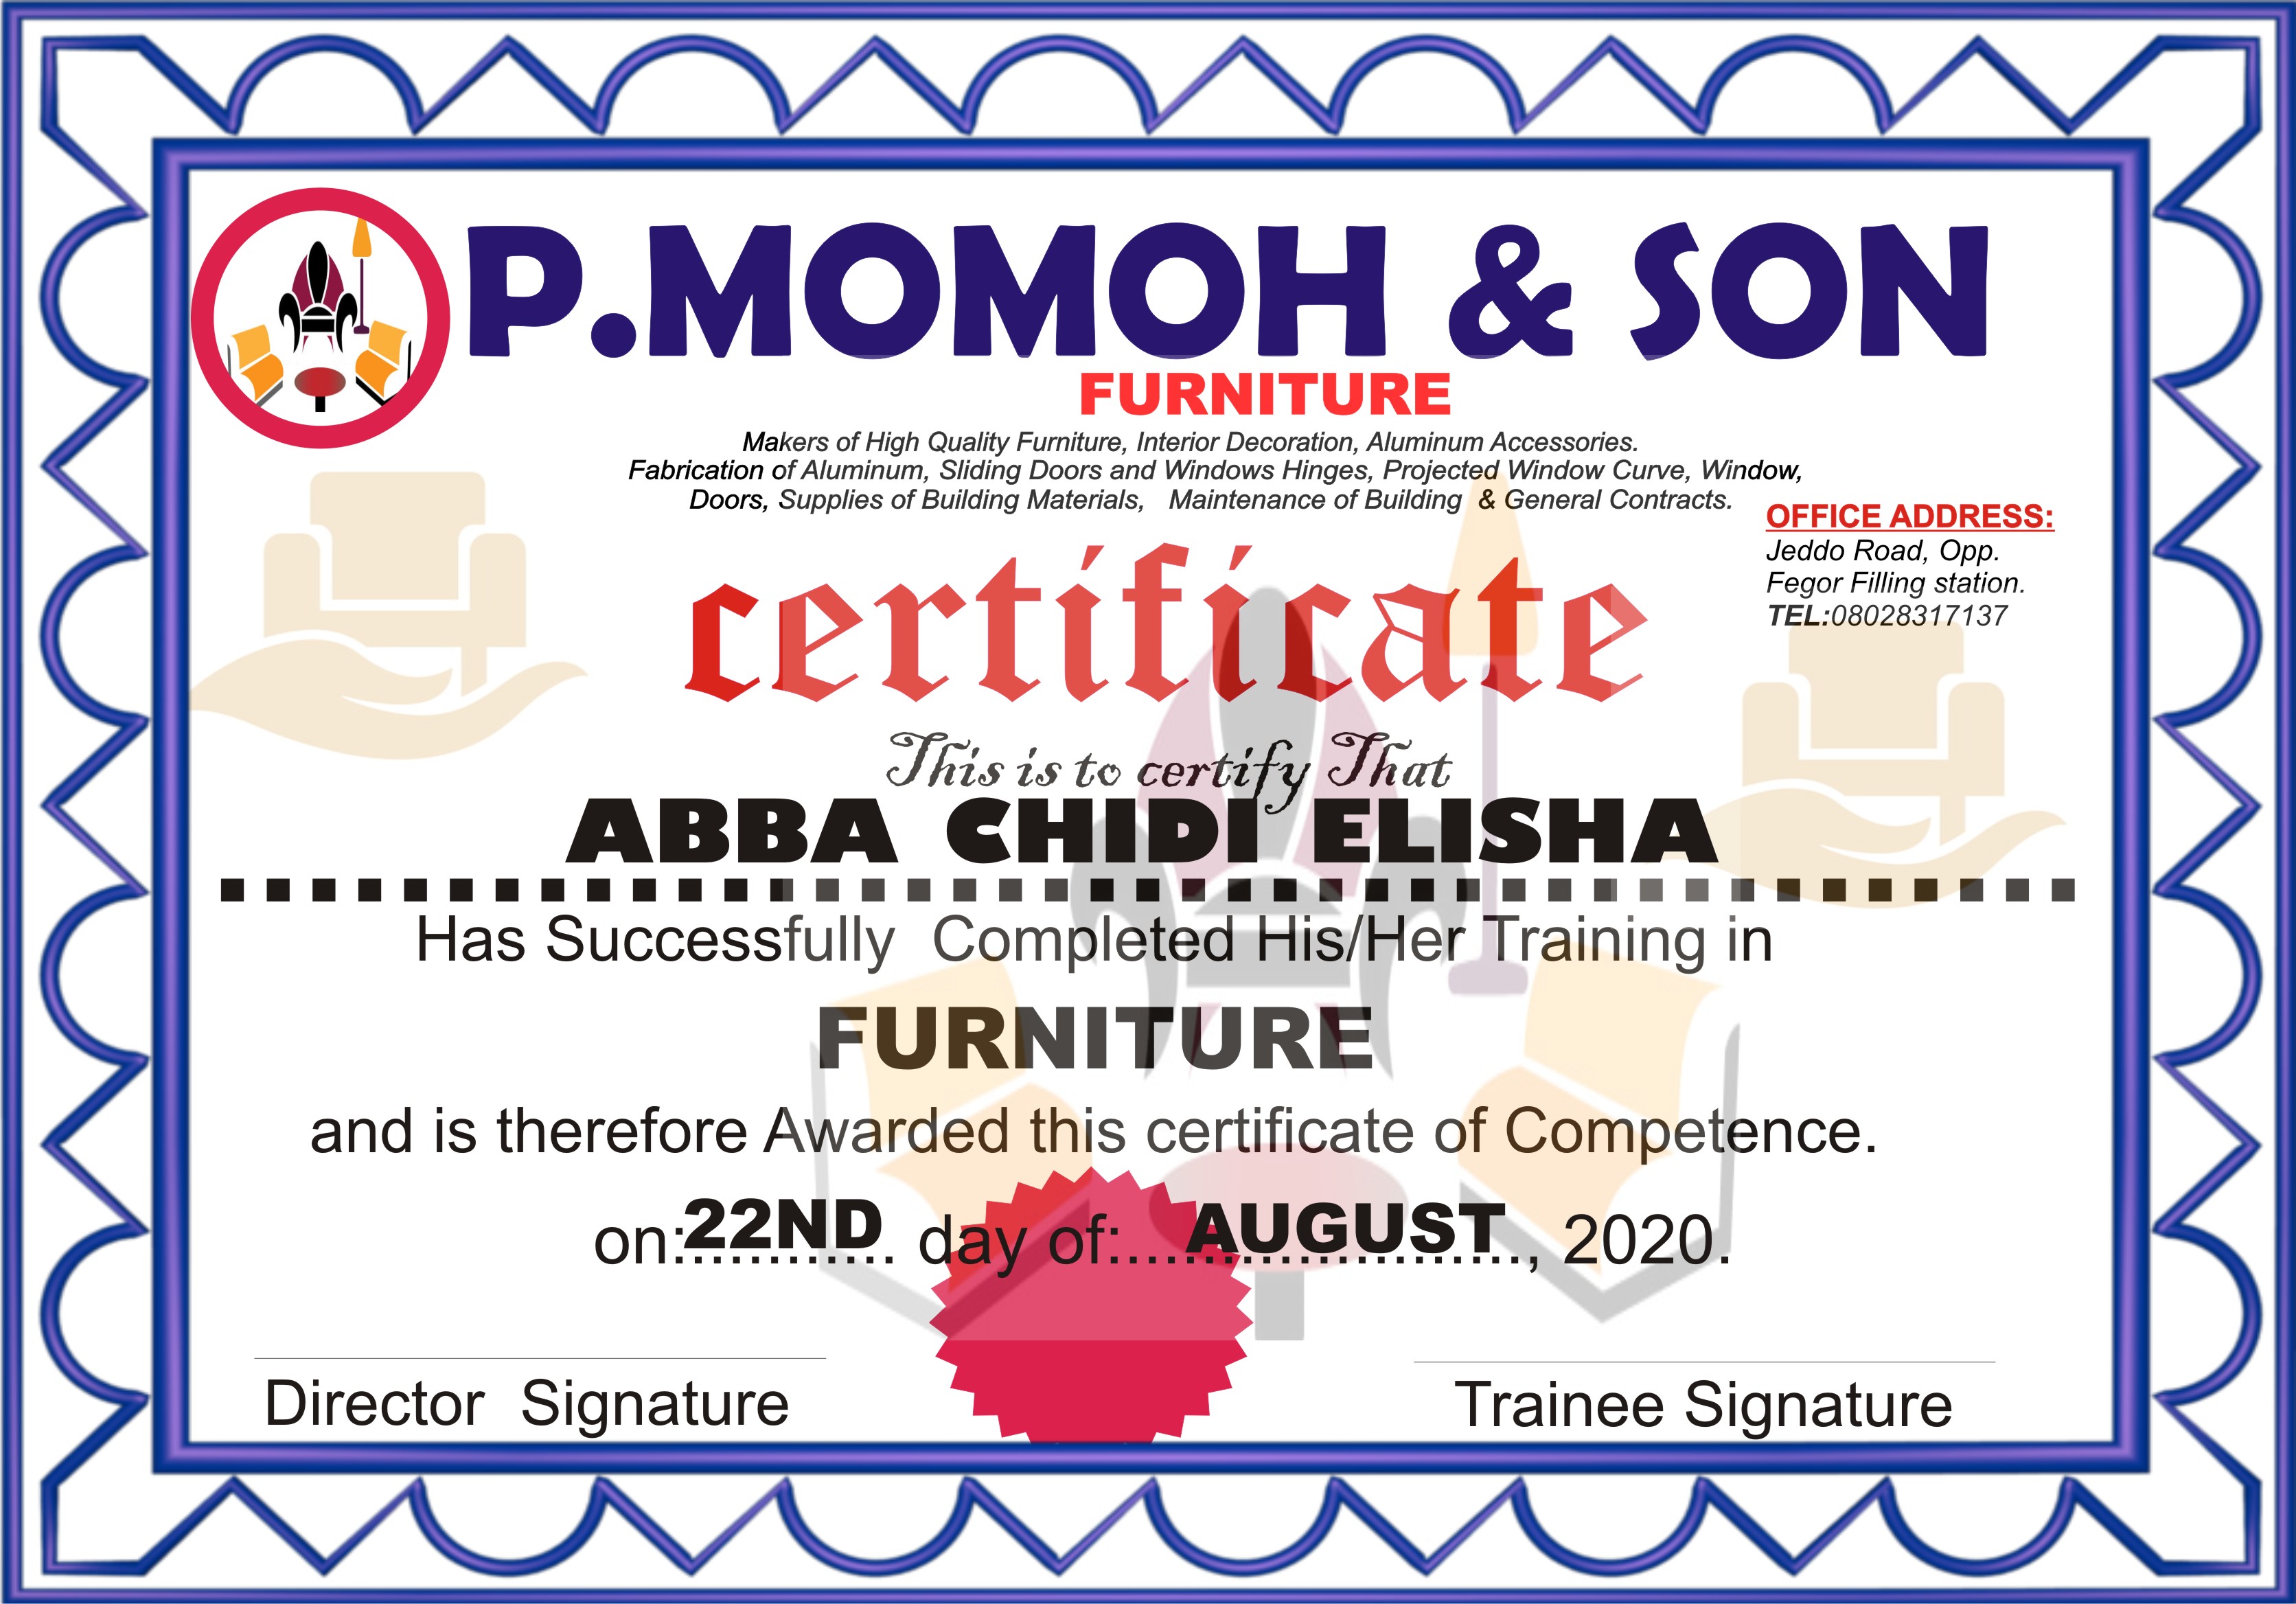 P.MOMOH & SON
FURNITURE
Makers of High Quality Furniture, Interior Decoration, Aluminum Accessories.
Fabrication of Aluminum, Sliding Doors and Windows Hinges, Projected Window Curve, Window,
Doors, Supplies of Building Materials, Maintenance of Building & General Contracts.
OFFICE ADDRESS:
Jeddo Road, Opp.
Fegor Filling station.
TEL:08028317137
certificate
This is to certify That
ABBA CHIDI ELISHA
Has Successfully Completed His/Her Training in
FURNITURE
and is therefore Awarded this certificate of Competence.
on:22ND day of: AUGUST, 2020.
Director Signature
Trainee Signature